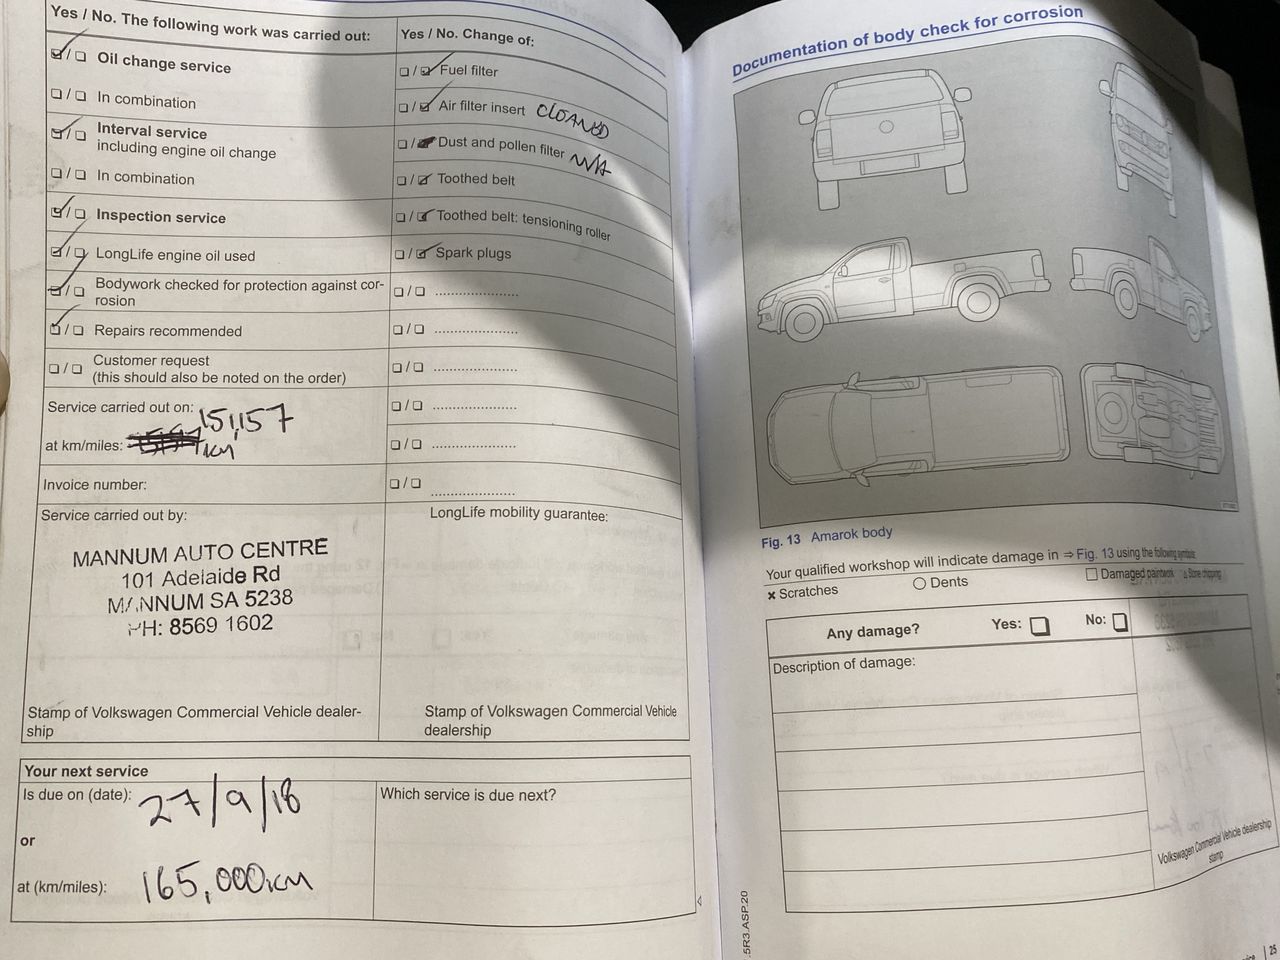 Yes / No. The following work was carried out:
☑ / ☐ Oil change service
☐ / ☐ In combination
☑ / ☐ Interval service
including engine oil change
☐ / ☐ In combination
☑ / ☐ Inspection service
☑ / ☐ LongLife engine oil used
☑ / ☐ Bodywork checked for protection against cor-
rosion
☑ / ☐ Repairs recommended
☐ / ☐ Customer request
(this should also be noted on the order)
Service carried out on:
151,157
at km/miles:
km
Invoice number:
Service carried out by:
MANNUM AUTO CENTRE
101 Adelaide Rd
MANNUM SA 5238
PH: 8569 1602
Stamp of Volkswagen Commercial Vehicle dealer-
ship
Yes / No. Change of:
☐ / ☑ Fuel filter
☐ / ☑ Air filter insert CLEANED
☐ / ☑ Dust and pollen filter N/A
☐ / ☑ Toothed belt
☐ / ☑ Toothed belt: tensioning roller
☐ / ☑ Spark plugs
☐ / ☐ ....................
☐ / ☐ ....................
☐ / ☐ ....................
☐ / ☐ ....................
☐ / ☐ ....................
☐ / ☐ ....................
LongLife mobility guarantee:
Stamp of Volkswagen Commercial Vehicle
dealership
Your next service
Is due on (date): 27/9/18
or
at (km/miles): 165,000km
Which service is due next?
Documentation of body check for corrosion
Fig. 13 Amarok body
Your qualified workshop will indicate damage in ⇒ Fig. 13 using the following symbols:
× Scratches ○ Dents ☐ Damaged paintwork △ Stone chipping
Any damage? Yes: ☐ No: ☐
Description of damage:
Volkswagen Commercial Vehicle dealership
stamp
.5R3.ASP.20
25